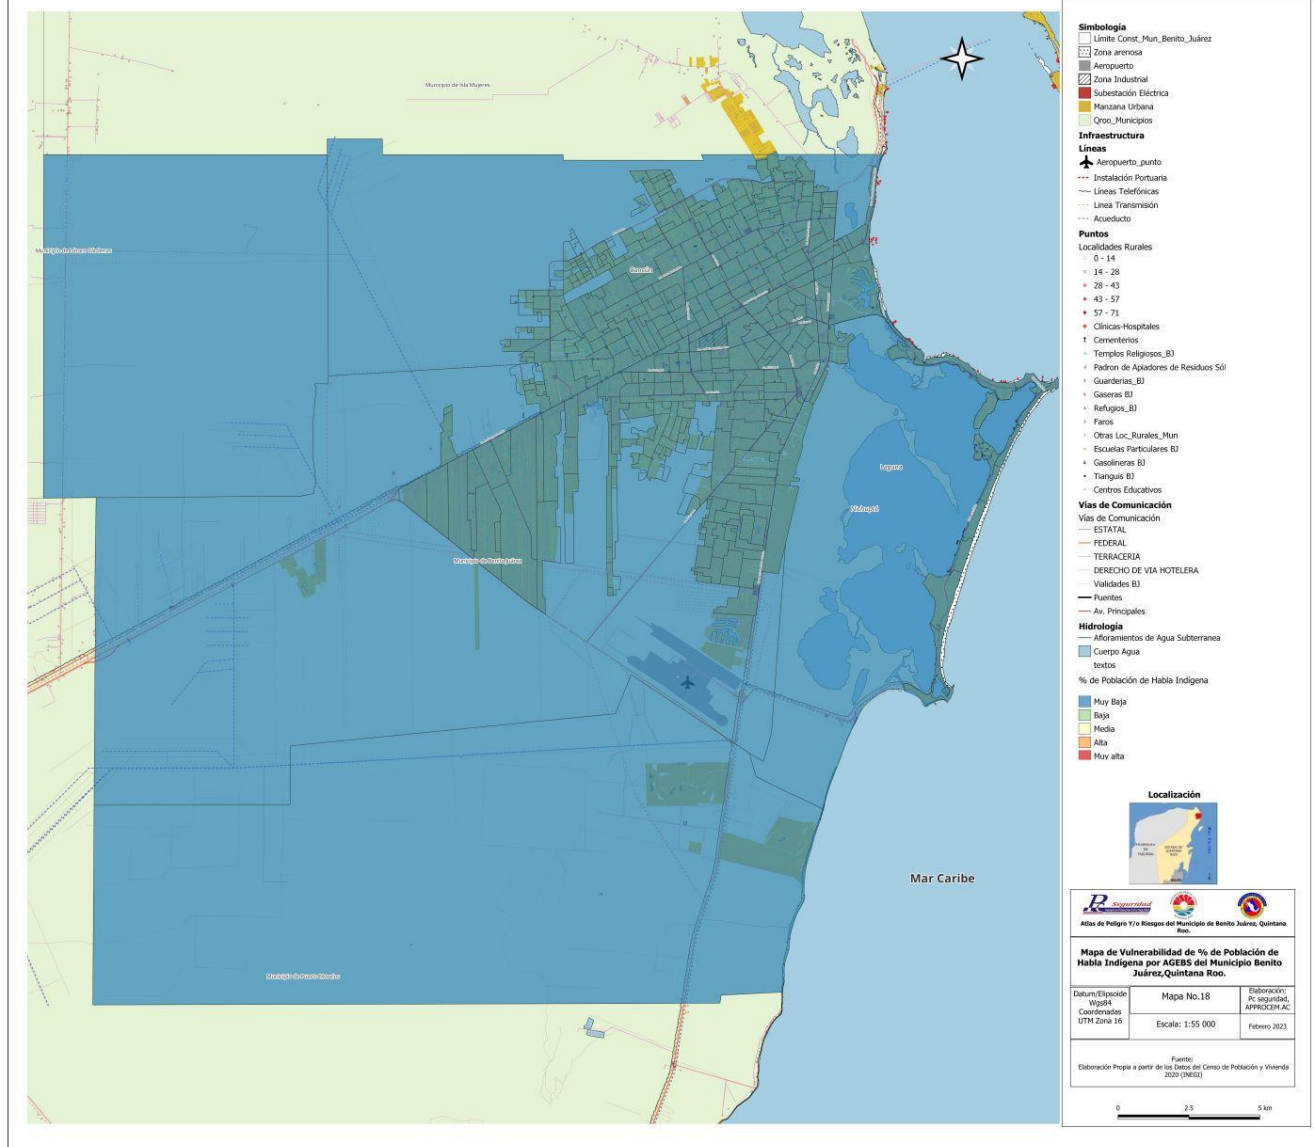 Municipio de Isla Mujeres
Municipio de Lázaro Cárdenas
Cancún
Laguna
Nichupté
Municipio de Benito Juárez
Mar Caribe
Municipio de Puerto Morelos
Simbología
Límite Const_Mun_Benito_Juárez
Zona arenosa
Aeropuerto
Zona Industrial
Subestación Eléctrica
Manzana Urbana
Qroo_Municipios
Infraestructura
Líneas
Aeropuerto_punto
Instalación Portuaria
Líneas Telefónicas
Linea Transmisión
Acueducto
Puntos
Localidades Rurales
0 - 14
14 - 28
28 - 43
43 - 57
57 - 71
Clínicas-Hospitales
Cementerios
Templos Religiosos_BJ
Padron de Apiadores de Residuos Sól
Guarderias_BJ
Gaseras BJ
Refugios_BJ
Faros
Otras Loc_Rurales_Mun
Escuelas Particulares BJ
Gasolineras BJ
Tianguis BJ
Centros Educativos
Vías de Comunicación
Vías de Comunicación
ESTATAL
FEDERAL
TERRACERIA
DERECHO DE VIA HOTELERA
Vialidades BJ
Puentes
Av. Principales
Hidrología
Afloramientos de Agua Subterranea
Cuerpo Agua
textos
% de Población de Habla Indígena
Muy Baja
Baja
Media
Alta
Muy alta
Localización
Seguridad
Atlas de Peligro Y/o Riesgos del Municipio de Benito Juárez, Quintana
Roo.
Mapa de Vulnerabilidad de % de Población de
Habla Indígena por AGEBS del Municipio Benito
Juárez,Quintana Roo.
Datum/Elipsoide
Wgs84
Coordenadas
UTM Zona 16
Mapa No.18
Escala: 1:55 000
Elaboración:
Pc seguridad,
APPROCEM.AC
Febrero 2023
Fuente:
Elaboración Propia a partir de los Datos del Censo de Población y Vivienda
2020 (INEGI)
0 2.5 5 km